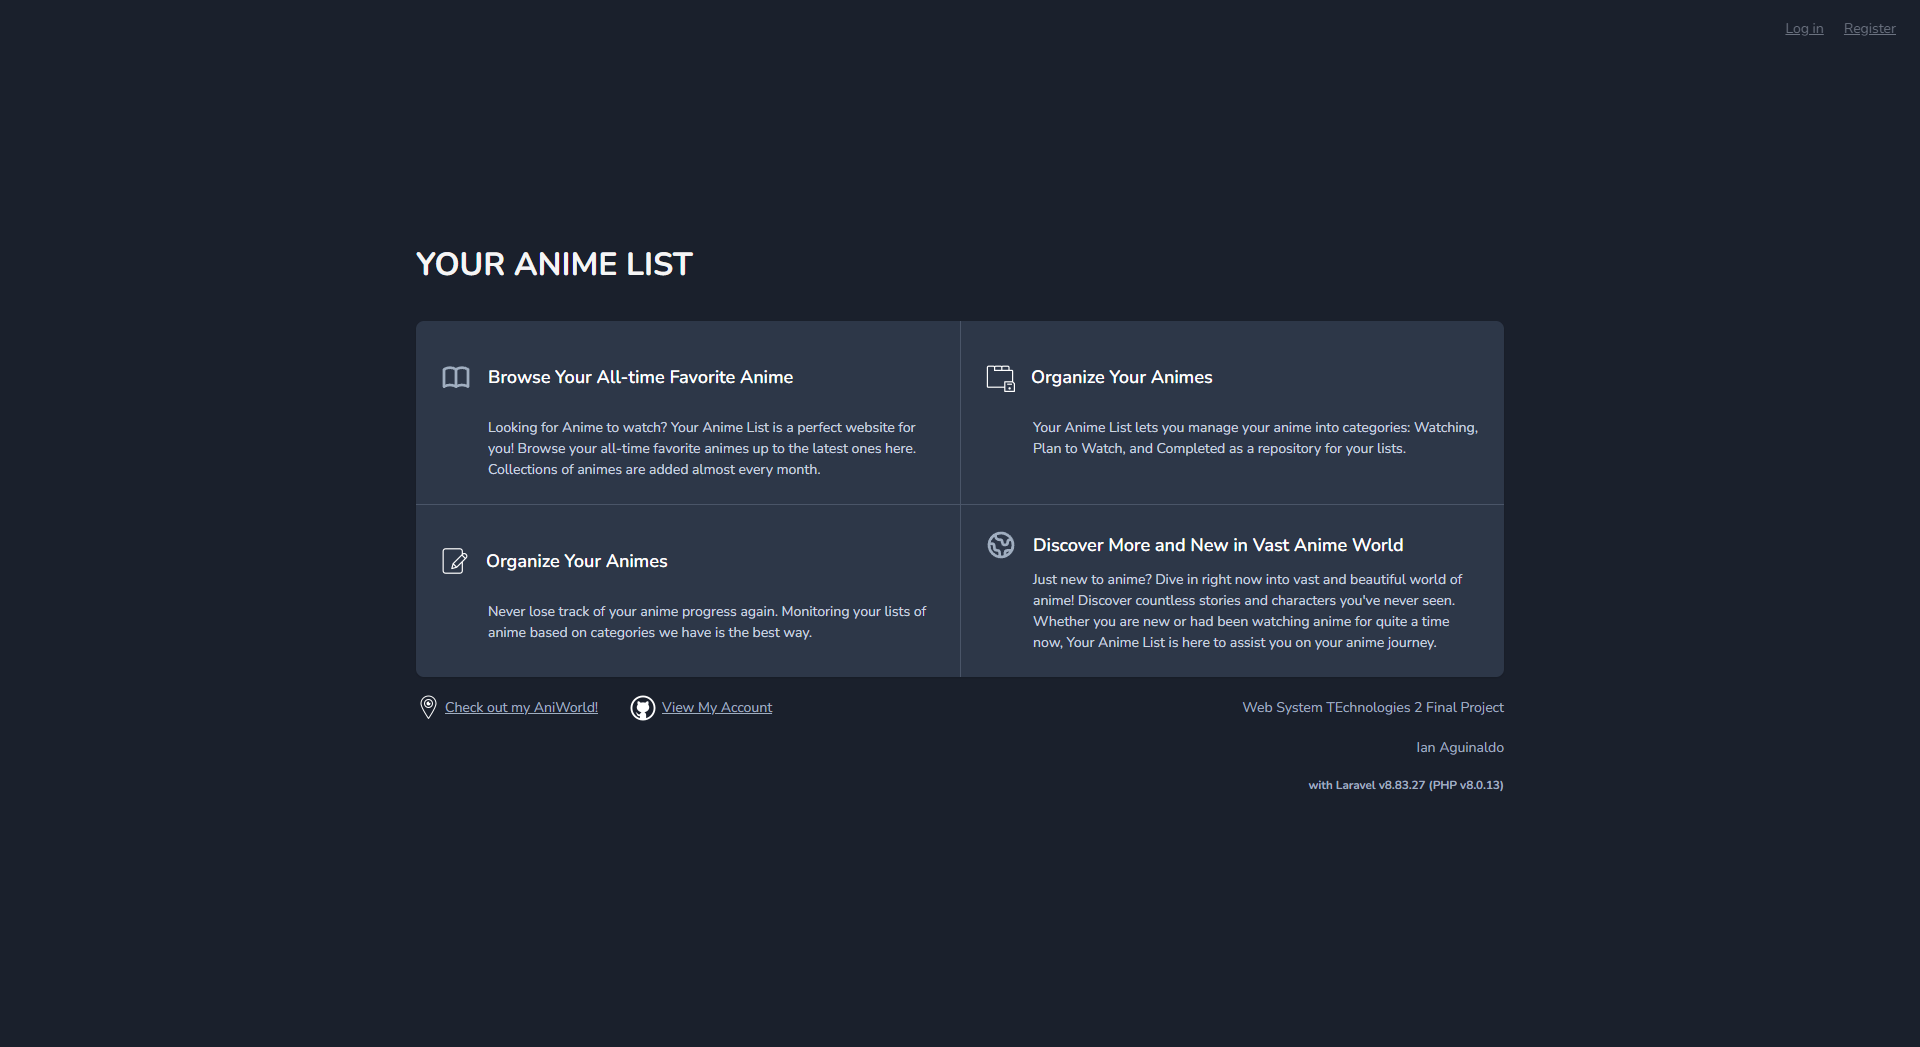 Log in Register
YOUR ANIME LIST
Browse Your All-time Favorite Anime
Looking for Anime to watch? Your Anime List is a perfect website for
you! Browse your all-time favorite animes up to the latest ones here.
Collections of animes are added almost every month.
Organize Your Animes
Your Anime List lets you manage your anime into categories: Watching,
Plan to Watch, and Completed as a repository for your lists.
Organize Your Animes
Never lose track of your anime progress again. Monitoring your lists of
anime based on categories we have is the best way.
Discover More and New in Vast Anime World
Just new to anime? Dive in right now into vast and beautiful world of
anime! Discover countless stories and characters you've never seen.
Whether you are new or had been watching anime for quite a time
now, Your Anime List is here to assist you on your anime journey.
Check out my AniWorld! View My Account
Web System TEchnologies 2 Final Project
Ian Aguinaldo
with Laravel v8.83.27 (PHP v8.0.13)